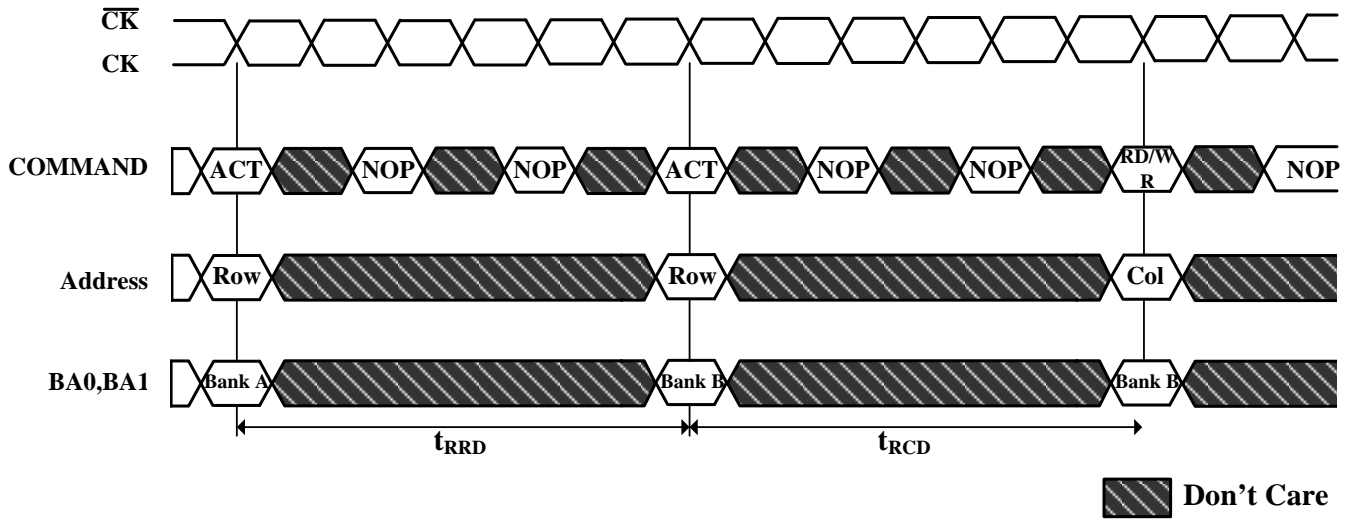 CK
CK
COMMAND ACT NOP NOP ACT NOP NOP RD/W
R NOP
Address Row Row Col
BA0,BA1 Bank A Bank B Bank B
tRRD tRCD
Don't Care